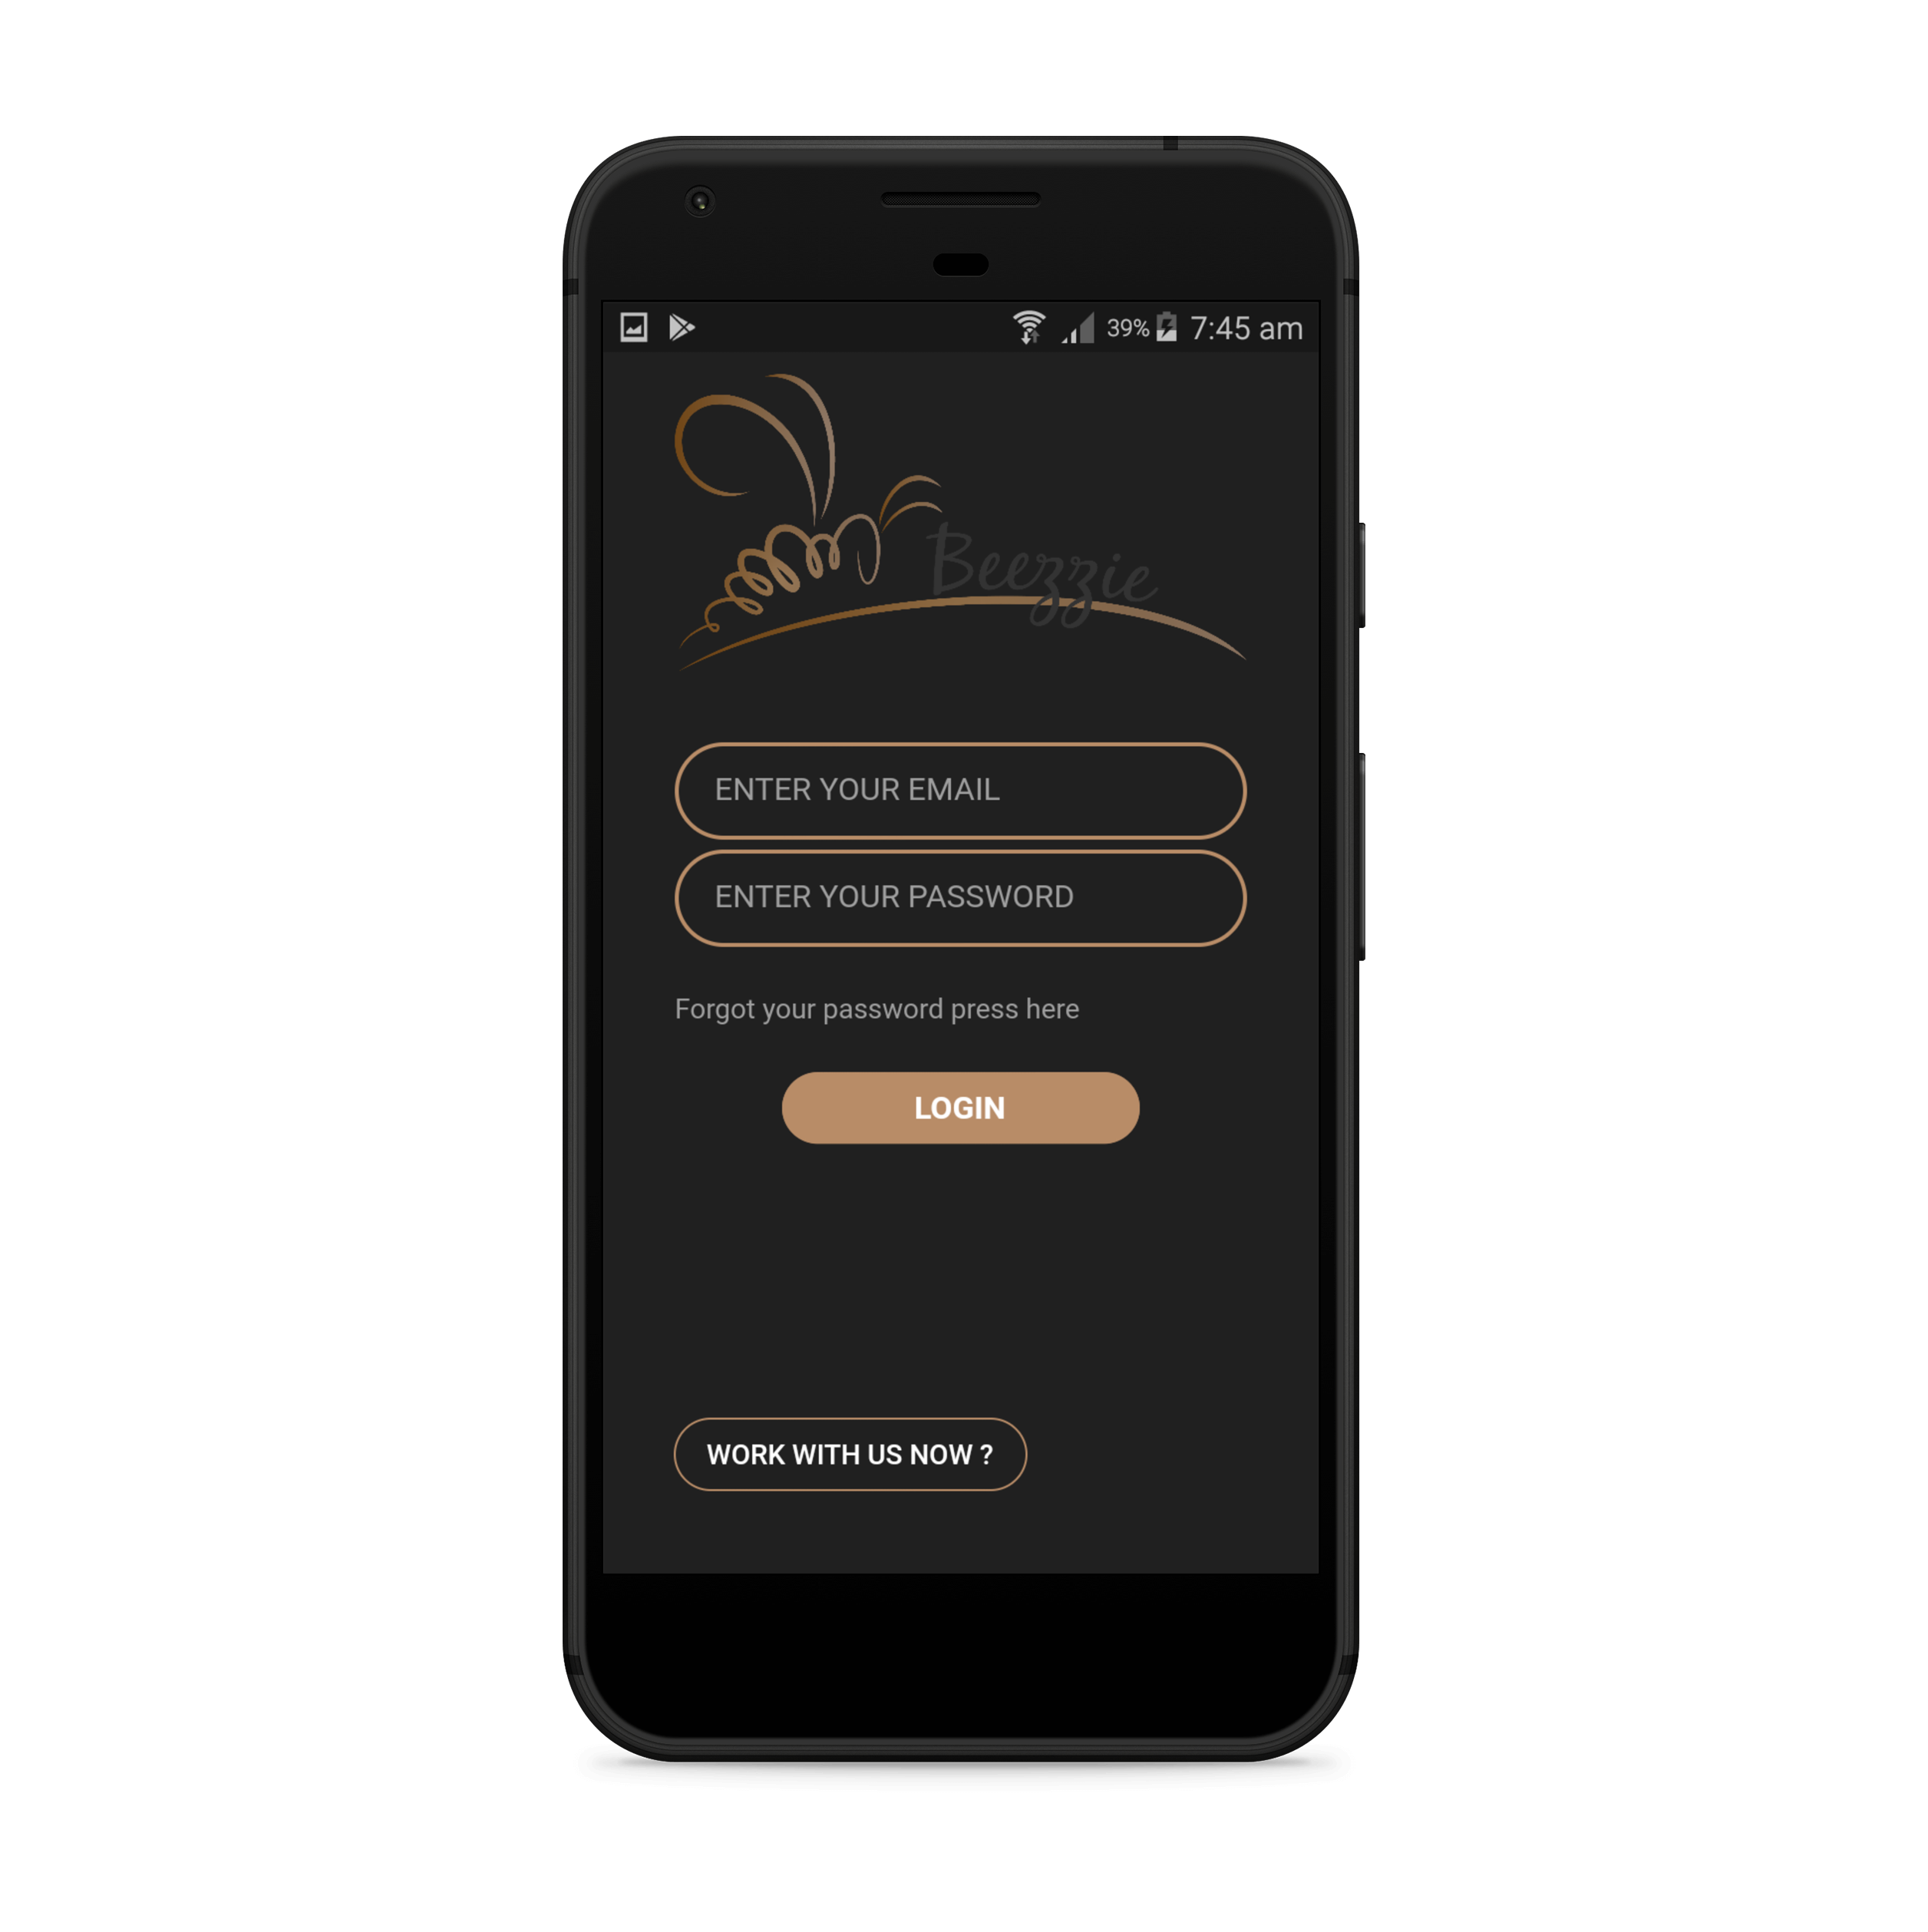 39% 7:45 am
Beezzie
ENTER YOUR EMAIL
ENTER YOUR PASSWORD
Forgot your password press here
LOGIN
WORK WITH US NOW ?